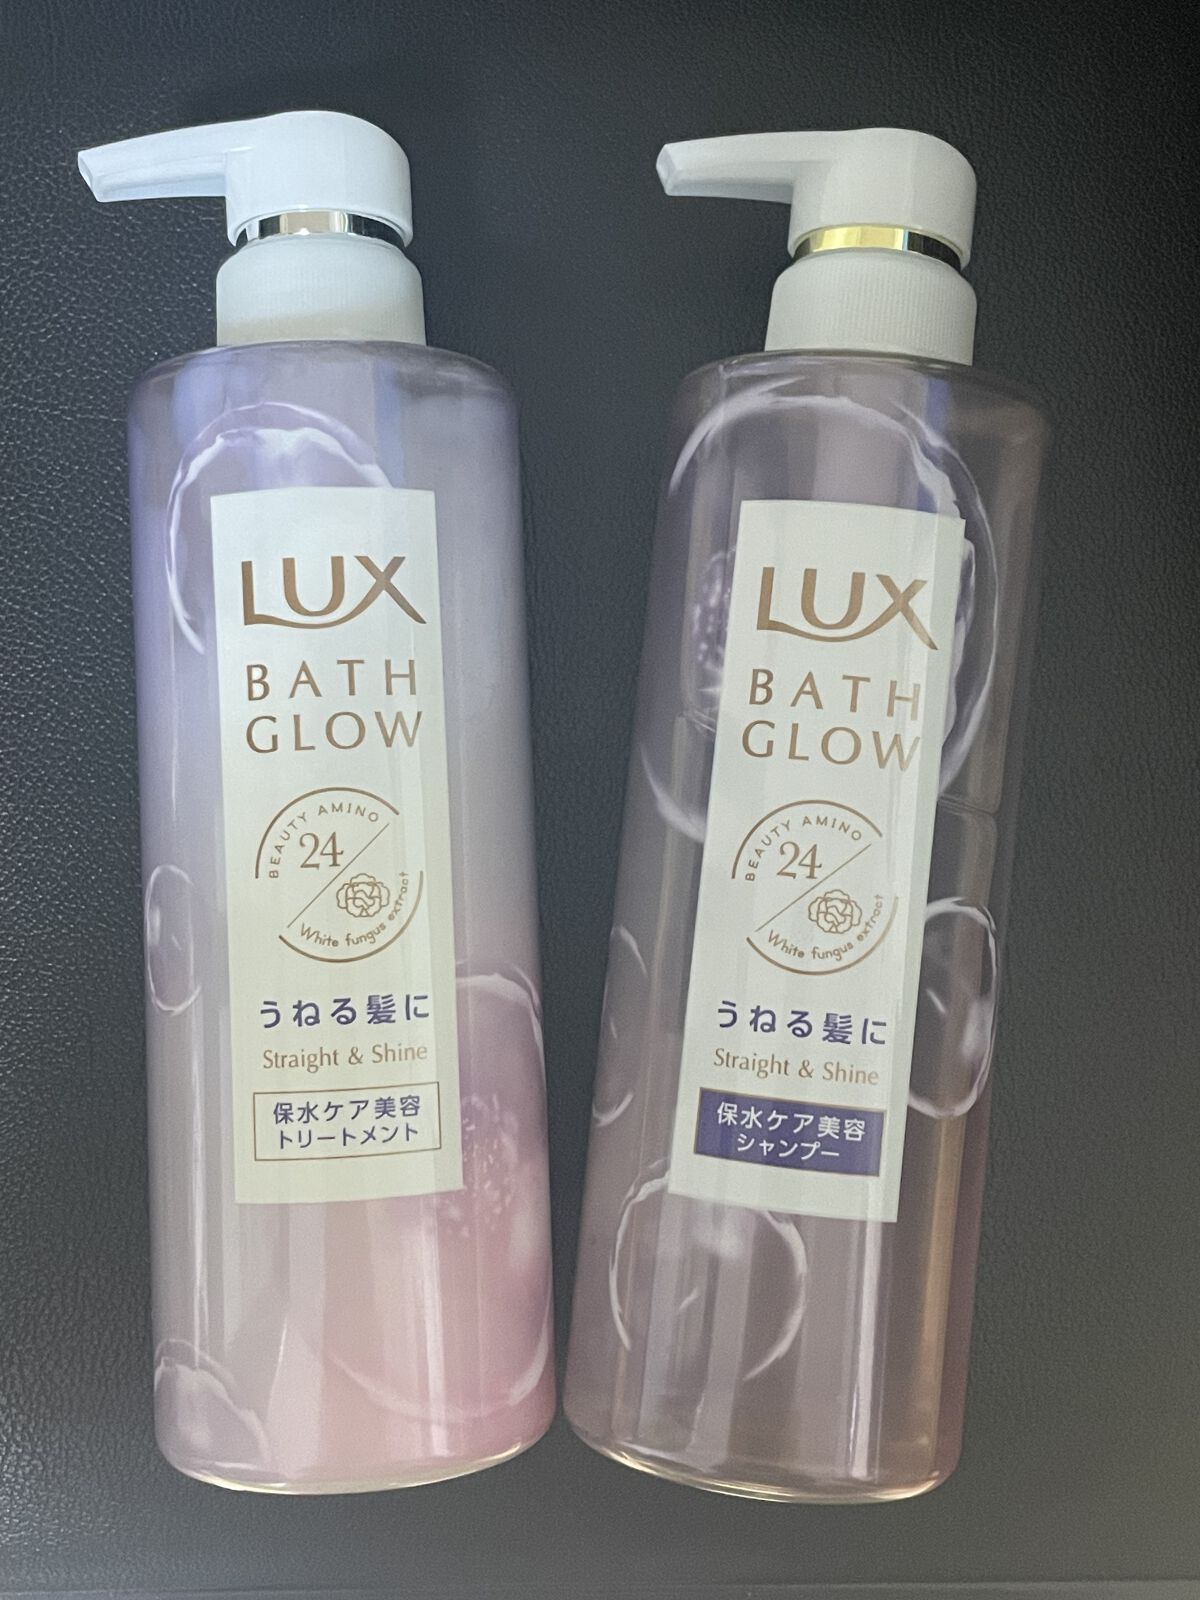 LUX
BATH
GLOW
BEAUTY AMINO
24
White fungus extract
うねる髪に
Straight & Shine
保水ケア美容
トリートメント
LUX
BATH
GLOW
BEAUTY AMINO
24
White fungus extract
うねる髪に
Straight & Shine
保水ケア美容
シャンプー